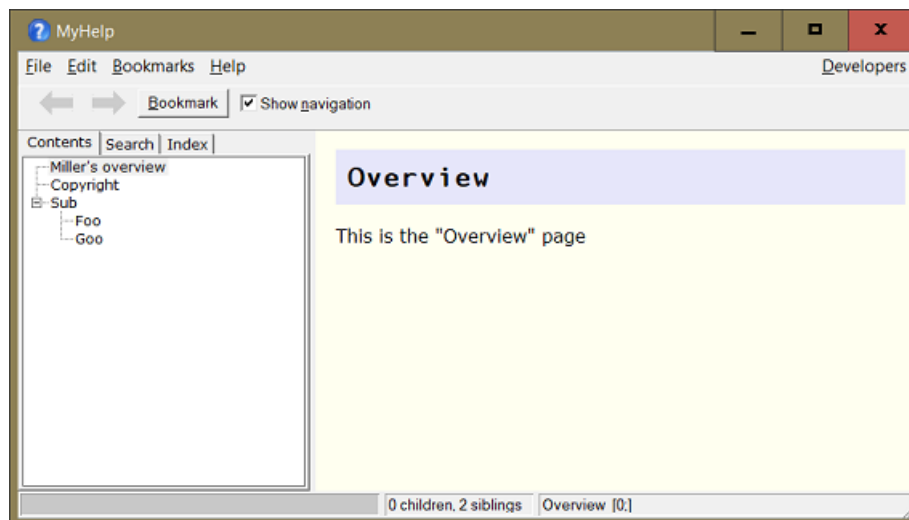 MyHelp
File Edit Bookmarks Help Developers
Bookmark Show navigation
Contents Search Index
Miller's overview
Copyright
Sub
Foo
Goo
Overview
This is the "Overview" page
0 children, 2 siblings Overview [0;]